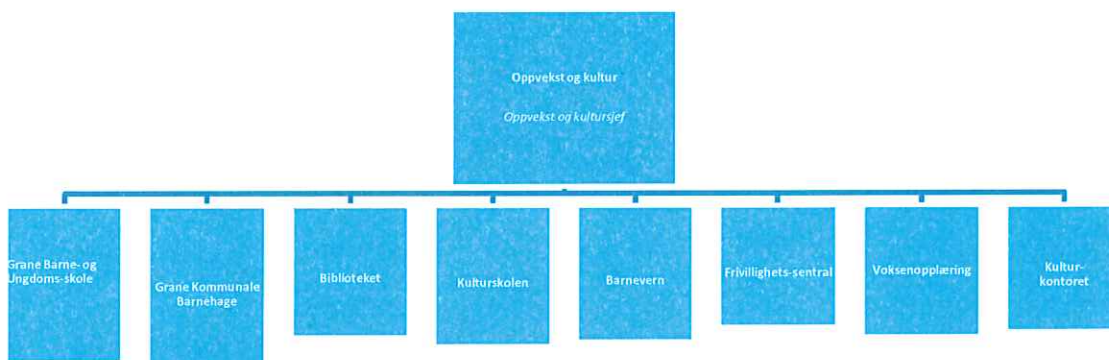 Oppvekst og kultur
Oppvekst og kultursjef
Grane Barne- og
Ungdoms-skole
Grane Kommunale
Barnehage
Biblioteket
Kulturskolen
Barnevern
Frivillighets-sentral
Voksenopplæring
Kultur-
kontoret